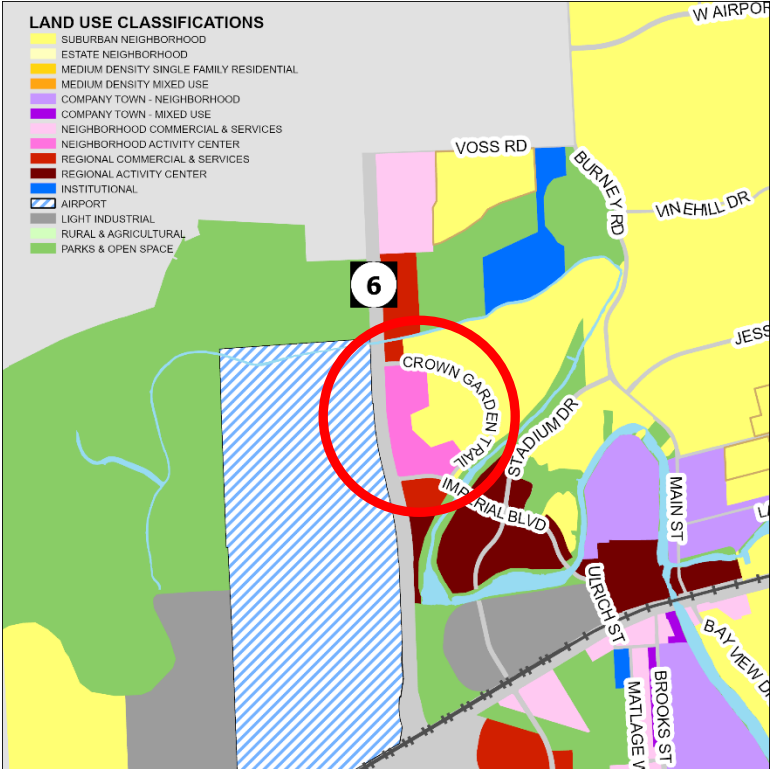 LAND USE CLASSIFICATIONS
SUBURBAN NEIGHBORHOOD
ESTATE NEIGHBORHOOD
MEDIUM DENSITY SINGLE FAMILY RESIDENTIAL
MEDIUM DENSITY MIXED USE
COMPANY TOWN - NEIGHBORHOOD
COMPANY TOWN - MIXED USE
NEIGHBORHOOD COMMERCIAL & SERVICES
NEIGHBORHOOD ACTIVITY CENTER
REGIONAL COMMERCIAL & SERVICES
REGIONAL ACTIVITY CENTER
INSTITUTIONAL
AIRPORT
LIGHT INDUSTRIAL
RURAL & AGRICULTURAL
PARKS & OPEN SPACE
W AIRPOR
VOSS RD
BURNEY RD
VINEHILL DR
6
JESS
CROWN GARDEN TRAIL
STADIUM DR
IMPERIAL BLVD
MAIN ST
LA
ULRICH ST
BAY VIEW D
MATLAGE W
BROOKS ST